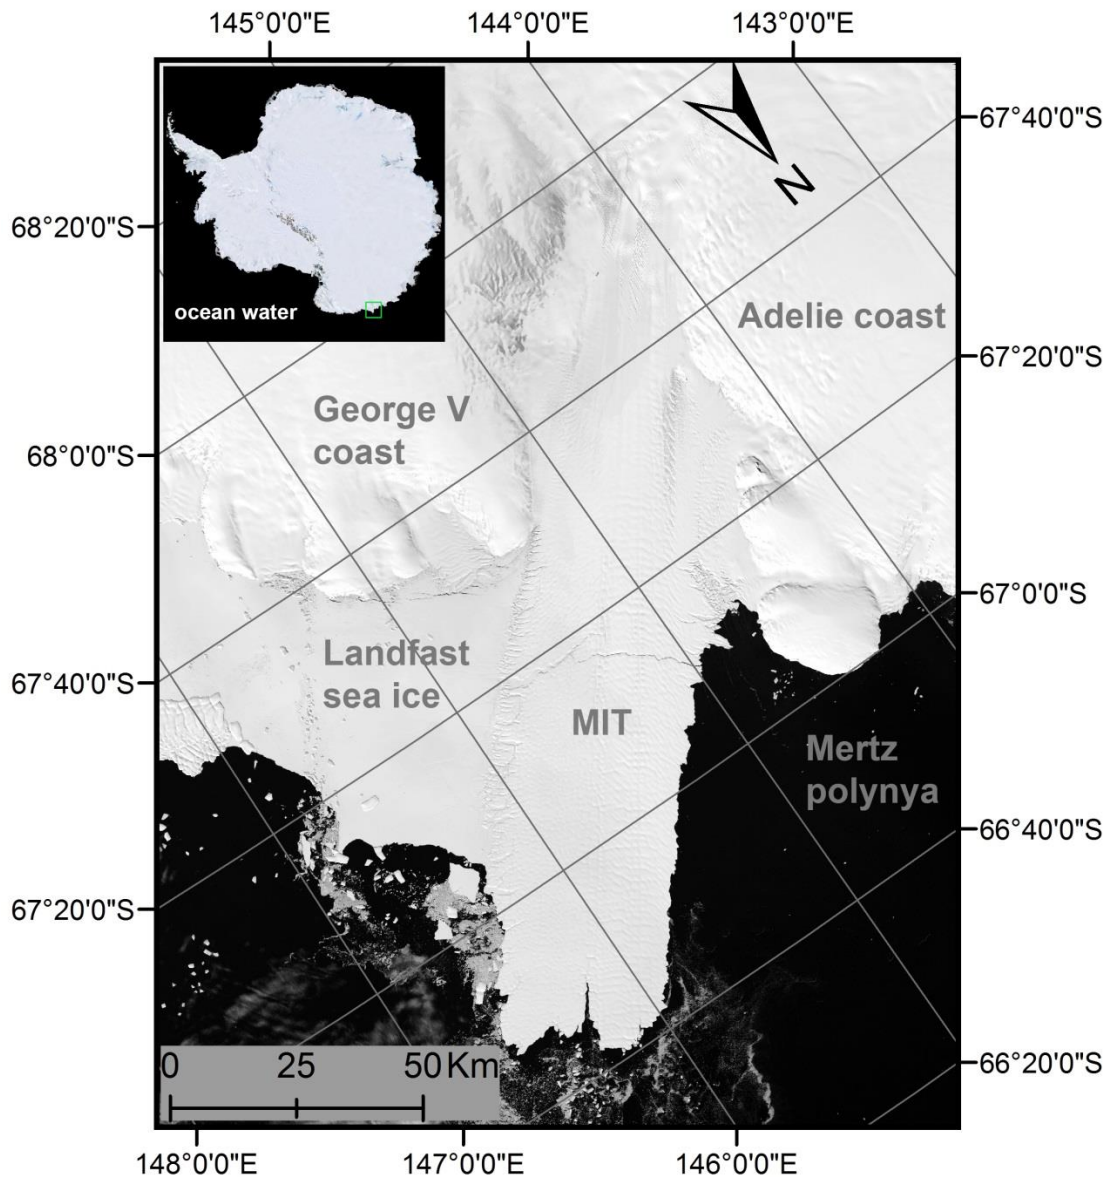 145°0'0"E
144°0'0"E
143°0'0"E
67°40'0"S
N
68°20'0"S
ocean water
Adelie coast
67°20'0"S
George V
coast
68°0'0"S
67°0'0"S
Landfast
sea ice
67°40'0"S
MIT
Mertz
polynya
66°40'0"S
67°20'0"S
0 25 50 Km
66°20'0"S
148°0'0"E
147°0'0"E
146°0'0"E